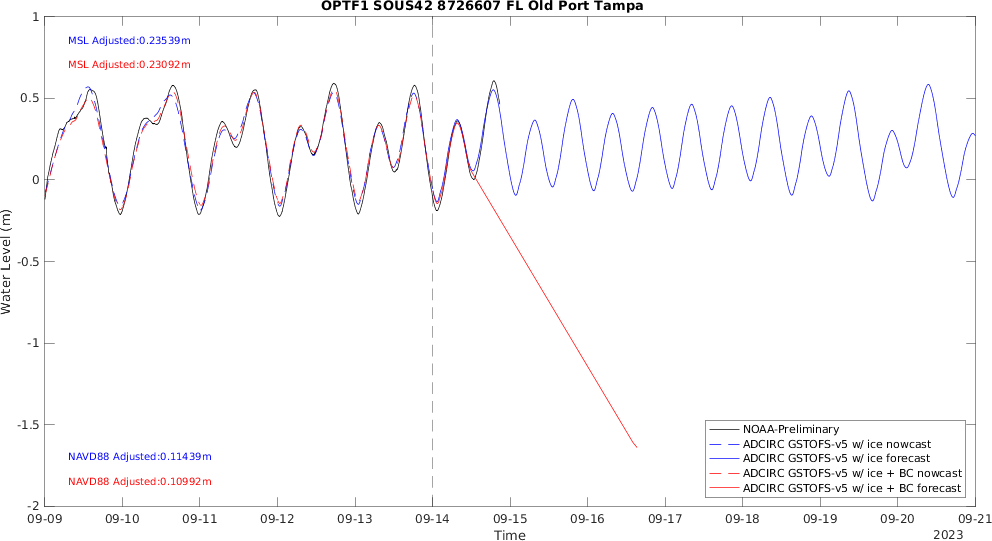 OPTF1 SOUS42 8726607 FL Old Port Tampa
MSL Adjusted:0.23539m
MSL Adjusted:0.23092m
NAVD88 Adjusted:0.11439m
NAVD88 Adjusted:0.10992m
Water Level (m)
1
0.5
0
-0.5
-1
-1.5
-2
NOAA-Preliminary
ADCIRC GSTOFS-v5 w/ ice nowcast
ADCIRC GSTOFS-v5 w/ ice forecast
ADCIRC GSTOFS-v5 w/ ice + BC nowcast
ADCIRC GSTOFS-v5 w/ ice + BC forecast
09-09 09-10 09-11 09-12 09-13 09-14 09-15 09-16 09-17 09-18 09-19 09-20 09-21
Time
2023